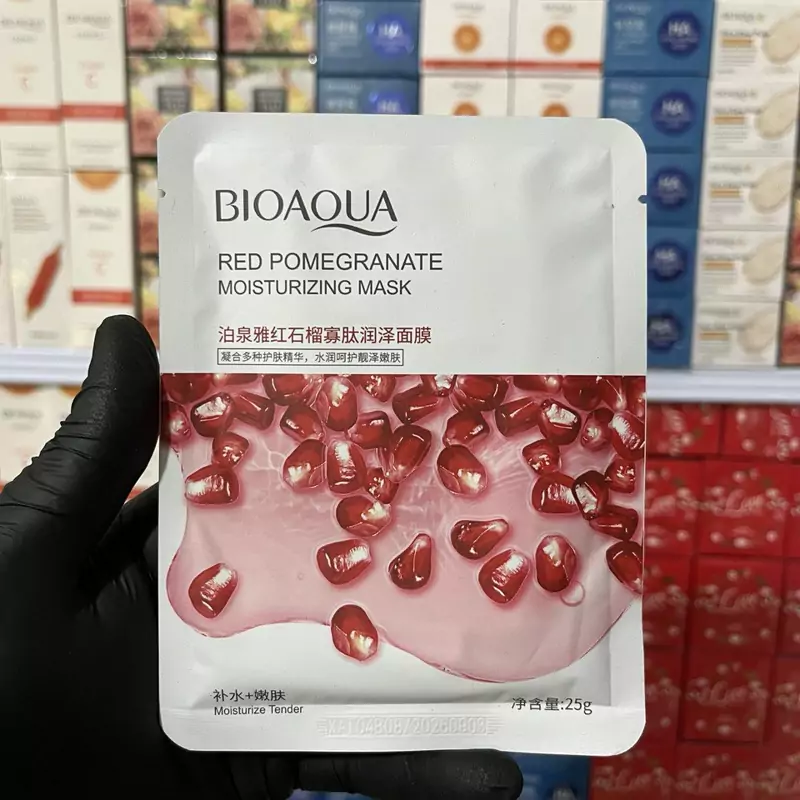 BIOAQUA
RED POMEGRANATE
MOISTURIZING MASK
泊泉雅红石榴寡肽润泽面膜
凝合多种护肤精华，水润呵护靓泽嫩肤
补水+嫩肤
Moisturize Tender
净含量:25g